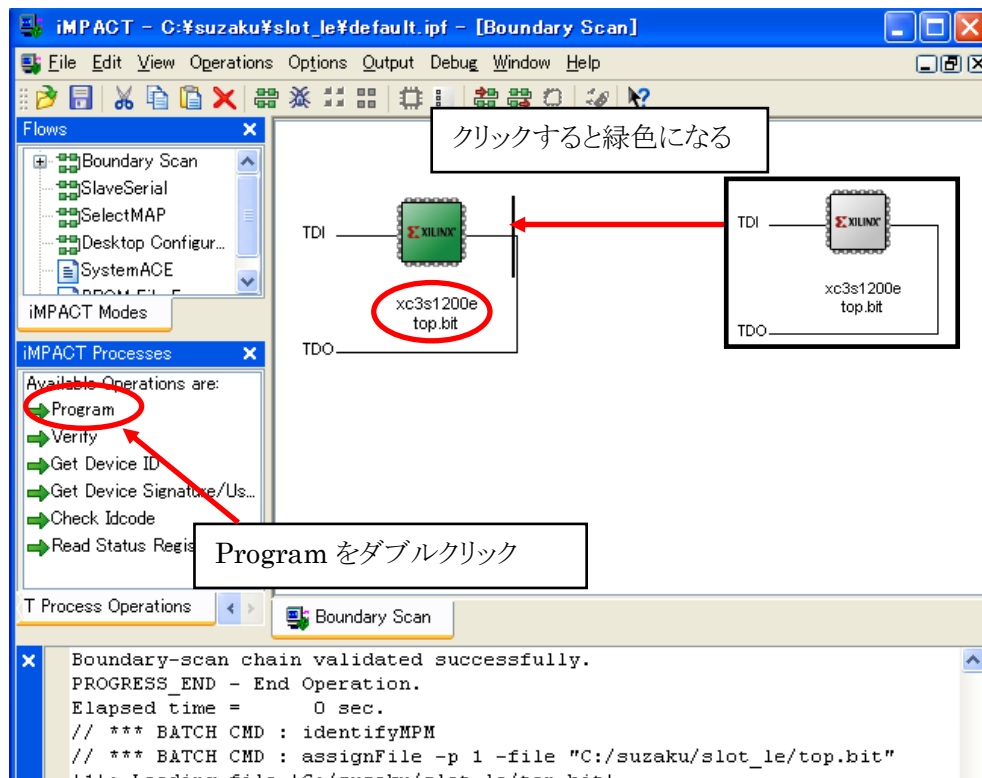 iMPACT - C:¥suzaku¥slot_le¥default.ipf - [Boundary Scan]
File Edit View Operations Options Output Debug Window Help
クリックすると緑色になる
Flows
Boundary Scan
SlaveSerial
SelectMAP
Desktop Configur...
SystemACE
iMPACT Modes
TDI
XILINX
xc3s1200e
top.bit
TDO
TDI
XILINX
xc3s1200e
top.bit
TDO
iMPACT Processes
Available Operations are:
Program
Verify
Get Device ID
Get Device Signature/Us...
Check Idcode
Read Status Regis
Program をダブルクリック
T Process Operations
Boundary Scan
Boundary-scan chain validated successfully.
PROGRESS_END - End Operation.
Elapsed time =      0 sec.
// *** BATCH CMD : identifyMPM
// *** BATCH CMD : assignFile -p 1 -file "C:/suzaku/slot_le/top.bit"